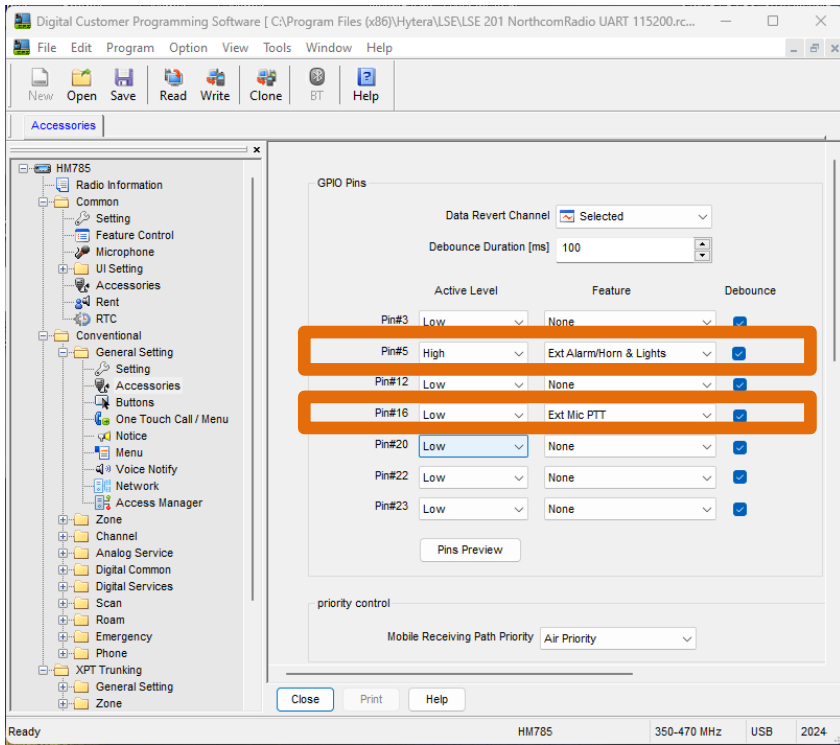 Digital Customer Programming Software [ C:\Program Files (x86)\Hytera\LSE\LSE 201 NorthcomRadio UART 115200.rc...
File Edit Program Option View Tools Window Help
New Open Save Read Write Clone BT Help
Accessories
HM785
Radio Information
Common
Setting
Feature Control
Microphone
UI Setting
Accessories
Rent
RTC
Conventional
General Setting
Setting
Accessories
Buttons
One Touch Call / Menu
Notice
Menu
Voice Notify
Network
Access Manager
Zone
Channel
Analog Service
Digital Common
Digital Services
Scan
Roam
Emergency
Phone
XPT Trunking
General Setting
Zone
GPIO Pins
Data Revert Channel Selected
Debounce Duration [ms] 100
Active Level Feature Debounce
Pin#3 Low None
Pin#5 High Ext Alarm/Horn & Lights
Pin#12 Low None
Pin#16 Low Ext Mic PTT
Pin#20 Low None
Pin#22 Low None
Pin#23 Low None
Pins Preview
priority control
Mobile Receiving Path Priority Air Priority
Close Print Help
Ready HM785 350-470 MHz USB 2024